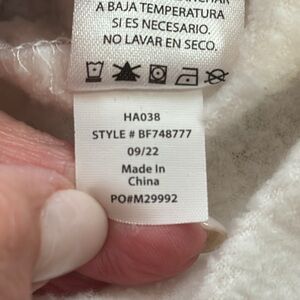 A BAJA TEMPERATURA
SI ES NECESARIO.
NO LAVAR EN SECO.
HA038
STYLE # BF748777
09/22
Made In
China
PO#M29992